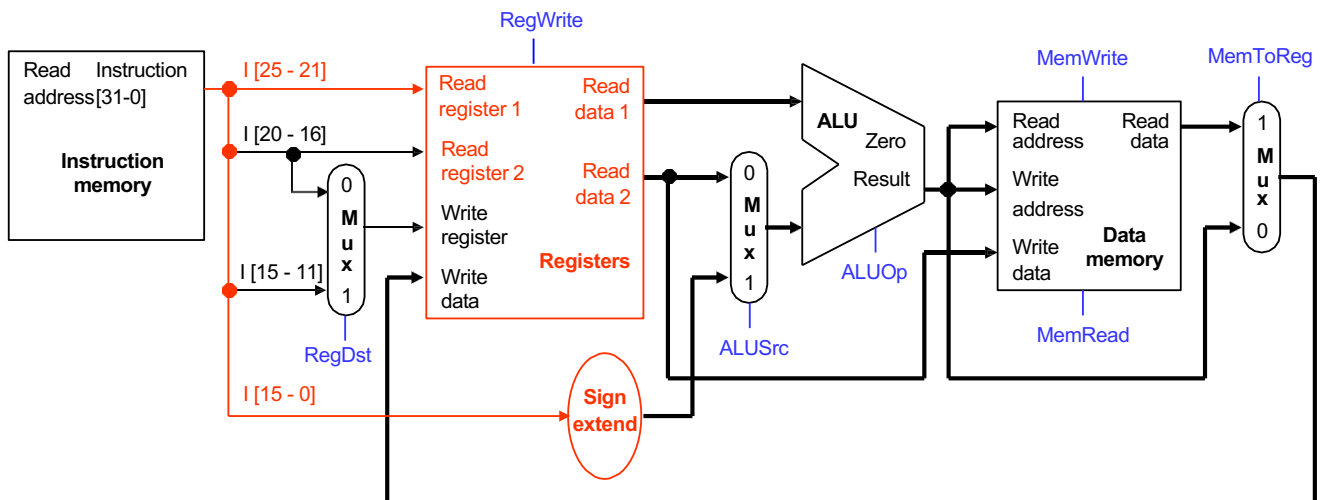 RegWrite
Read Instruction
address[31-0]
Instruction
memory
I [25 - 21]
I [20 - 16]
I [15 - 11]
I [15 - 0]
0
M
u
x
1
RegDst
Read
register 1
Read
data 1
Read
register 2
Read
data 2
Write
register
Registers
Write
data
Sign
extend
0
M
u
x
1
ALUSrc
ALU
Zero
Result
ALUOp
MemWrite
Read
address
Read
data
Write
address
Write
data
Data
memory
MemRead
MemToReg
1
M
u
x
0